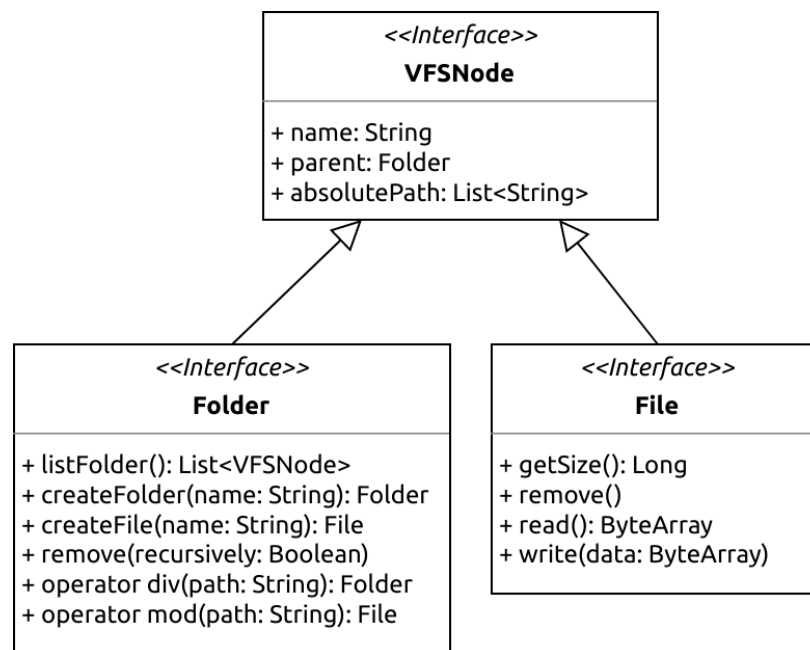 <<Interface>>
VFSNode
+ name: String
+ parent: Folder
+ absolutePath: List<String>
<<Interface>>
Folder
+ listFolder(): List<VFSNode>
+ createFolder(name: String): Folder
+ createFile(name: String): File
+ remove(recursively: Boolean)
+ operator div(path: String): Folder
+ operator mod(path: String): File
<<Interface>>
File
+ getSize(): Long
+ remove()
+ read(): ByteArray
+ write(data: ByteArray)